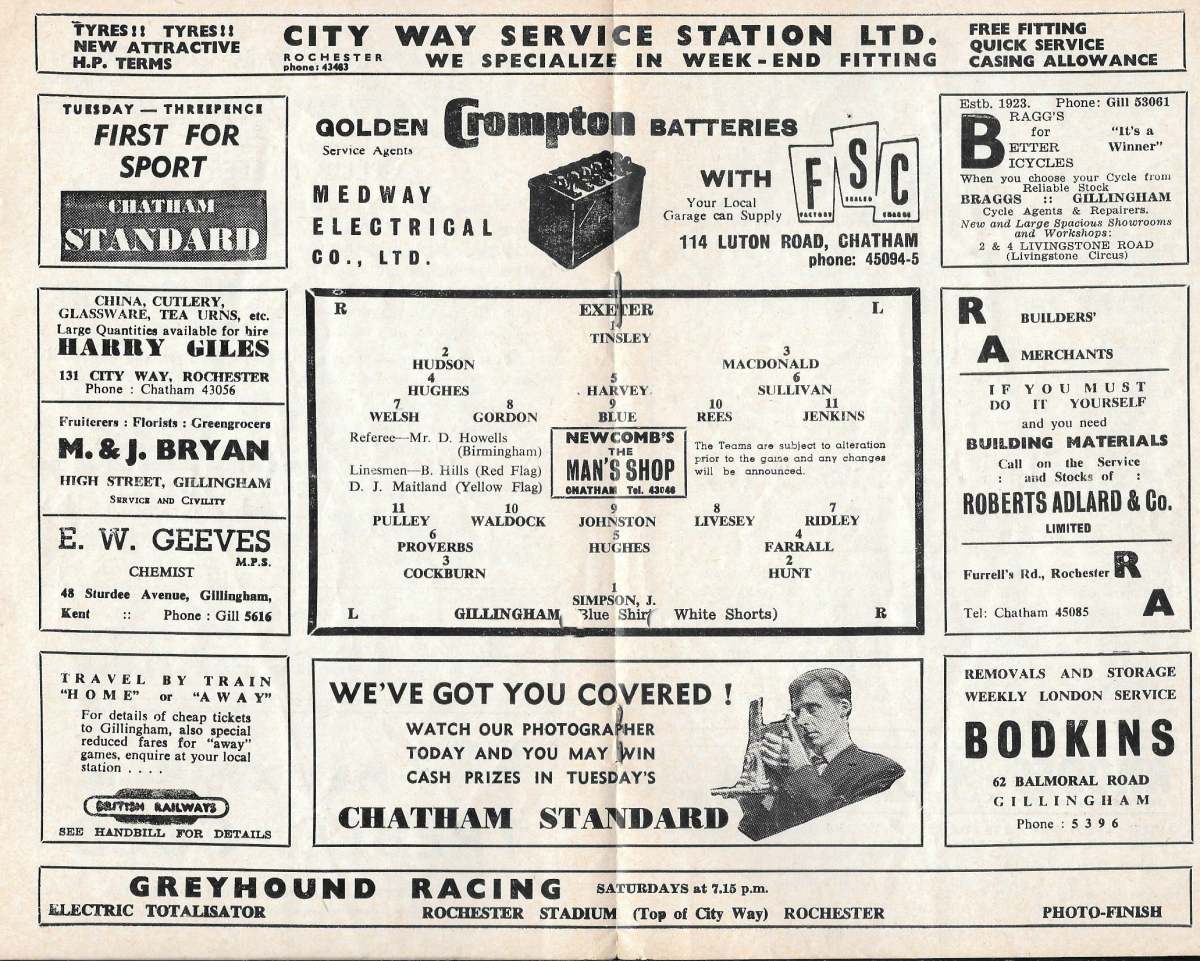 TYRES!! TYRES!!
NEW ATTRACTIVE
H.P. TERMS
CITY WAY SERVICE STATION LTD.
ROCHESTER
phone: 43463
WE SPECIALIZE IN WEEK-END FITTING
FREE FITTING
QUICK SERVICE
CASING ALLOWANCE
TUESDAY — THREEPENCE
FIRST FOR
SPORT
CHATHAM
STANDARD
GOLDEN Crompton BATTERIES
Service Agents
MEDWAY
ELECTRICAL
CO., LTD.
WITH
Your Local
Garage can Supply
FSC
FACTORY SEALED CHARGE
114 LUTON ROAD, CHATHAM
phone: 45094-5
Estb. 1923. Phone: Gill 53061
BRAGG'S
for
BETTER
BICYCLES
"It's a
Winner"
When you choose your Cycle from
Reliable Stock
BRAGGS :: GILLINGHAM
Cycle Agents & Repairers.
New and Large Spacious Showrooms
and Workshops:
2 & 4 LIVINGSTONE ROAD
(Livingstone Circus)
CHINA, CUTLERY,
GLASSWARE, TEA URNS, etc.
Large Quantities available for hire
HARRY GILES
131 CITY WAY, ROCHESTER
Phone : Chatham 43056
Fruiterers : Florists : Greengrocers
M. & J. BRYAN
HIGH STREET, GILLINGHAM
SERVICE AND CIVILITY
E. W. GEEVES
M.P.S.
CHEMIST
48 Sturdee Avenue, Gillingham,
Kent :: Phone : Gill 5616
R EXETER L
1
TINSLEY
2 3
HUDSON MACDONALD
4 5 6
HUGHES HARVEY SULLIVAN
7 8 9 10 11
WELSH GORDON BLUE REES JENKINS
Referee—Mr. D. Howells
(Birmingham)
Linesmen—B. Hills (Red Flag)
D. J. Maitland (Yellow Flag)
NEWCOMB'S
THE
MAN'S SHOP
CHATHAM Tel. 43046
The Teams are subject to alteration
prior to the game and any changes
will be announced.
11 10 9 8 7
PULLEY WALDOCK JOHNSTON LIVESEY RIDLEY
6 5 4
PROVERBS HUGHES FARRALL
3 2
COCKBURN HUNT
1
SIMPSON, J.
L GILLINGHAM Blue Shirt White Shorts) R
R BUILDERS'
A MERCHANTS
IF YOU MUST
DO IT YOURSELF
and you need
BUILDING MATERIALS
Call on the Service
: and Stocks of :
ROBERTS ADLARD & Co.
LIMITED
Furrell's Rd., Rochester R
Tel: Chatham 45085 A
TRAVEL BY TRAIN
"HOME" or "AWAY"
For details of cheap tickets
to Gillingham, also special
reduced fares for "away"
games, enquire at your local
station . . . .
BRITISH RAILWAYS
SEE HANDBILL FOR DETAILS
WE'VE GOT YOU COVERED !
WATCH OUR PHOTOGRAPHER
TODAY AND YOU MAY WIN
CASH PRIZES IN TUESDAY'S
CHATHAM STANDARD
REMOVALS AND STORAGE
WEEKLY LONDON SERVICE
BODKINS
62 BALMORAL ROAD
GILLINGHAM
Phone : 5396
GREYHOUND RACING SATURDAYS at 7.15 p.m.
ELECTRIC TOTALISATOR ROCHESTER STADIUM (Top of City Way) ROCHESTER PHOTO-FINISH